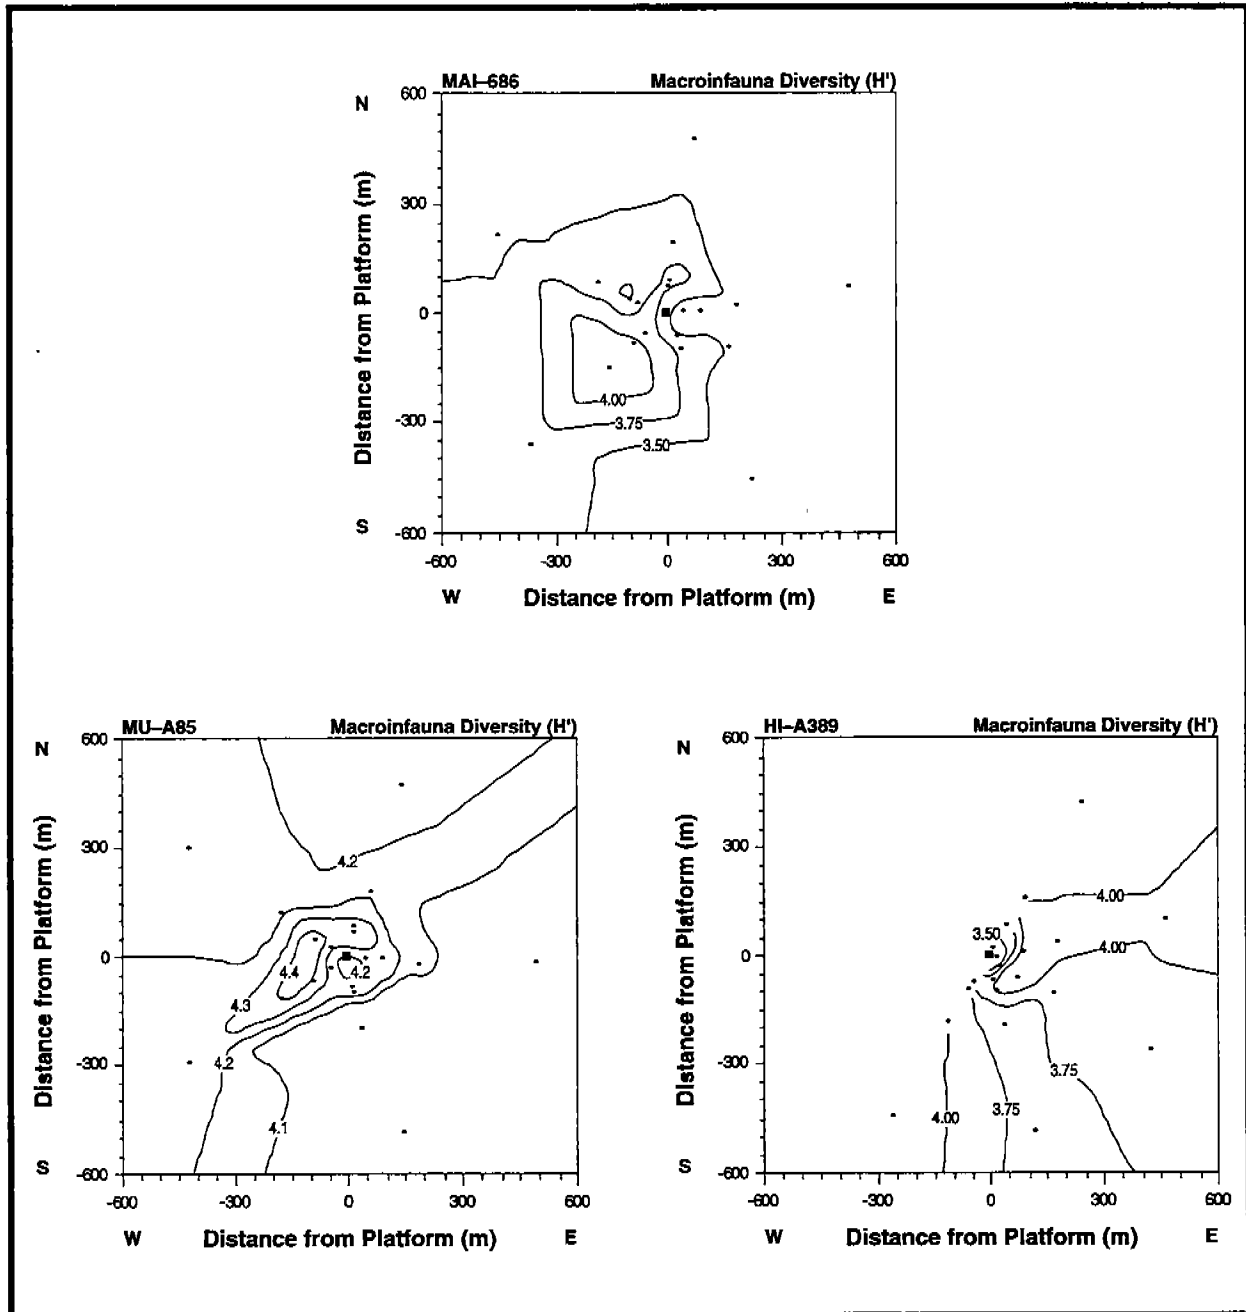 MAI–686 Macroinfauna Diversity (H')
N
600
300
0
-300
-600
S
Distance from Platform (m)
4.00
3.75
3.50
-600 -300 0 300 600
W Distance from Platform (m) E
MU–A85 Macroinfauna Diversity (H')
N
600
300
0
-300
-600
S
Distance from Platform (m)
4.2
4.4
4.2
4.3
4.2
4.1
-600 -300 0 300 600
W Distance from Platform (m) E
HI–A389 Macroinfauna Diversity (H')
N
600
300
0
-300
-600
S
Distance from Platform (m)
4.00
3.50
4.00
3.75
4.00
3.75
-600 -300 0 300 600
W Distance from Platform (m) E